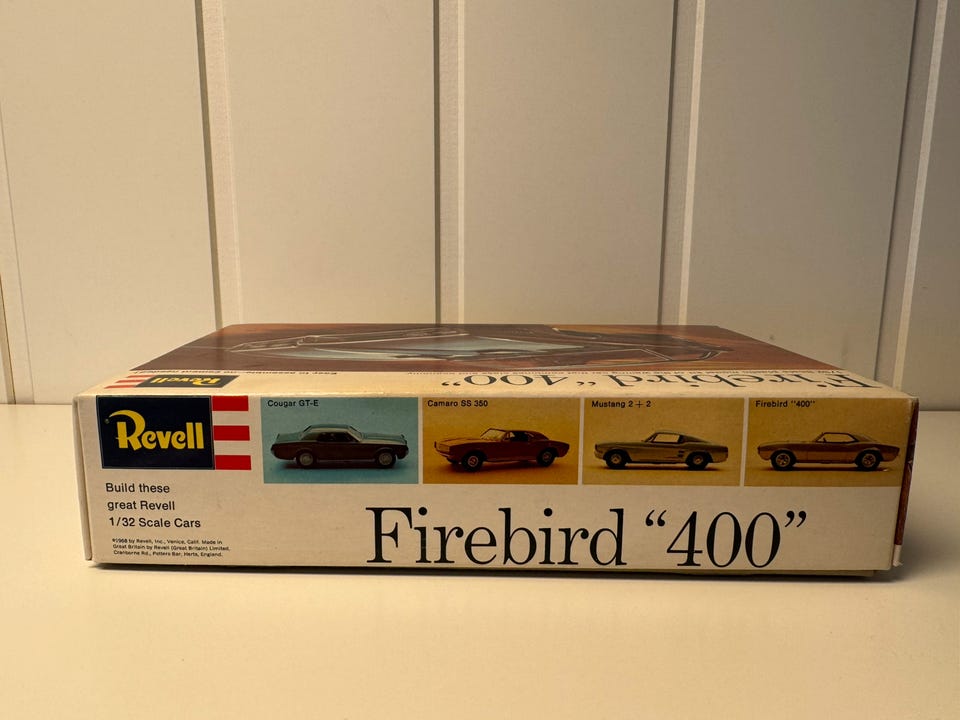 Firebird "400"
Revell
Revell
Cougar GT-E
Camaro SS 350
Mustang 2 + 2
Firebird "400"
Build these
great Revell
1/32 Scale Cars
©1968 by Revell, Inc., Venice, Calif. Made in
Great Britain by Revell (Great Britain) Limited,
Cranborne Rd., Potters Bar, Herts, England.
Firebird “400”